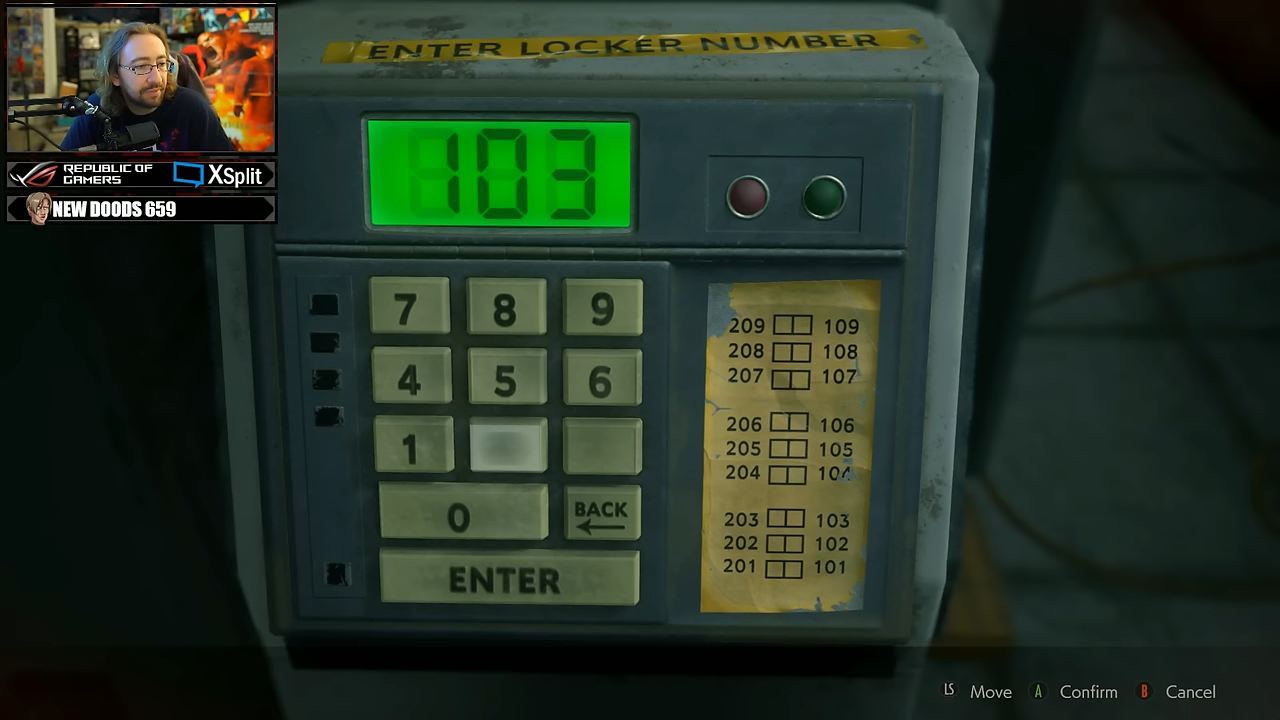 ENTER LOCKER NUMBER
103
REPUBLIC OF
GAMERS
XSplit
NEW DOODS 659
7 8 9
4 5 6
1
0 BACK
ENTER
209 109
208 108
207 107
206 106
205 105
204 104
203 103
202 102
201 101
LS Move A Confirm B Cancel